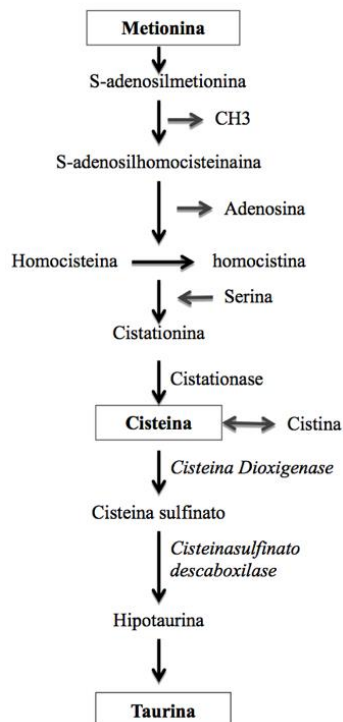 Metionina
S-adenosilmetionina
CH3
S-adenosilhomocisteinaina
Adenosina
Homocisteina homocistina
Serina
Cistationina
Cistationase
Cisteina Cistina
Cisteina Dioxigenase
Cisteina sulfinato
Cisteinasulfinato
descaboxilase
Hipotaurina
Taurina